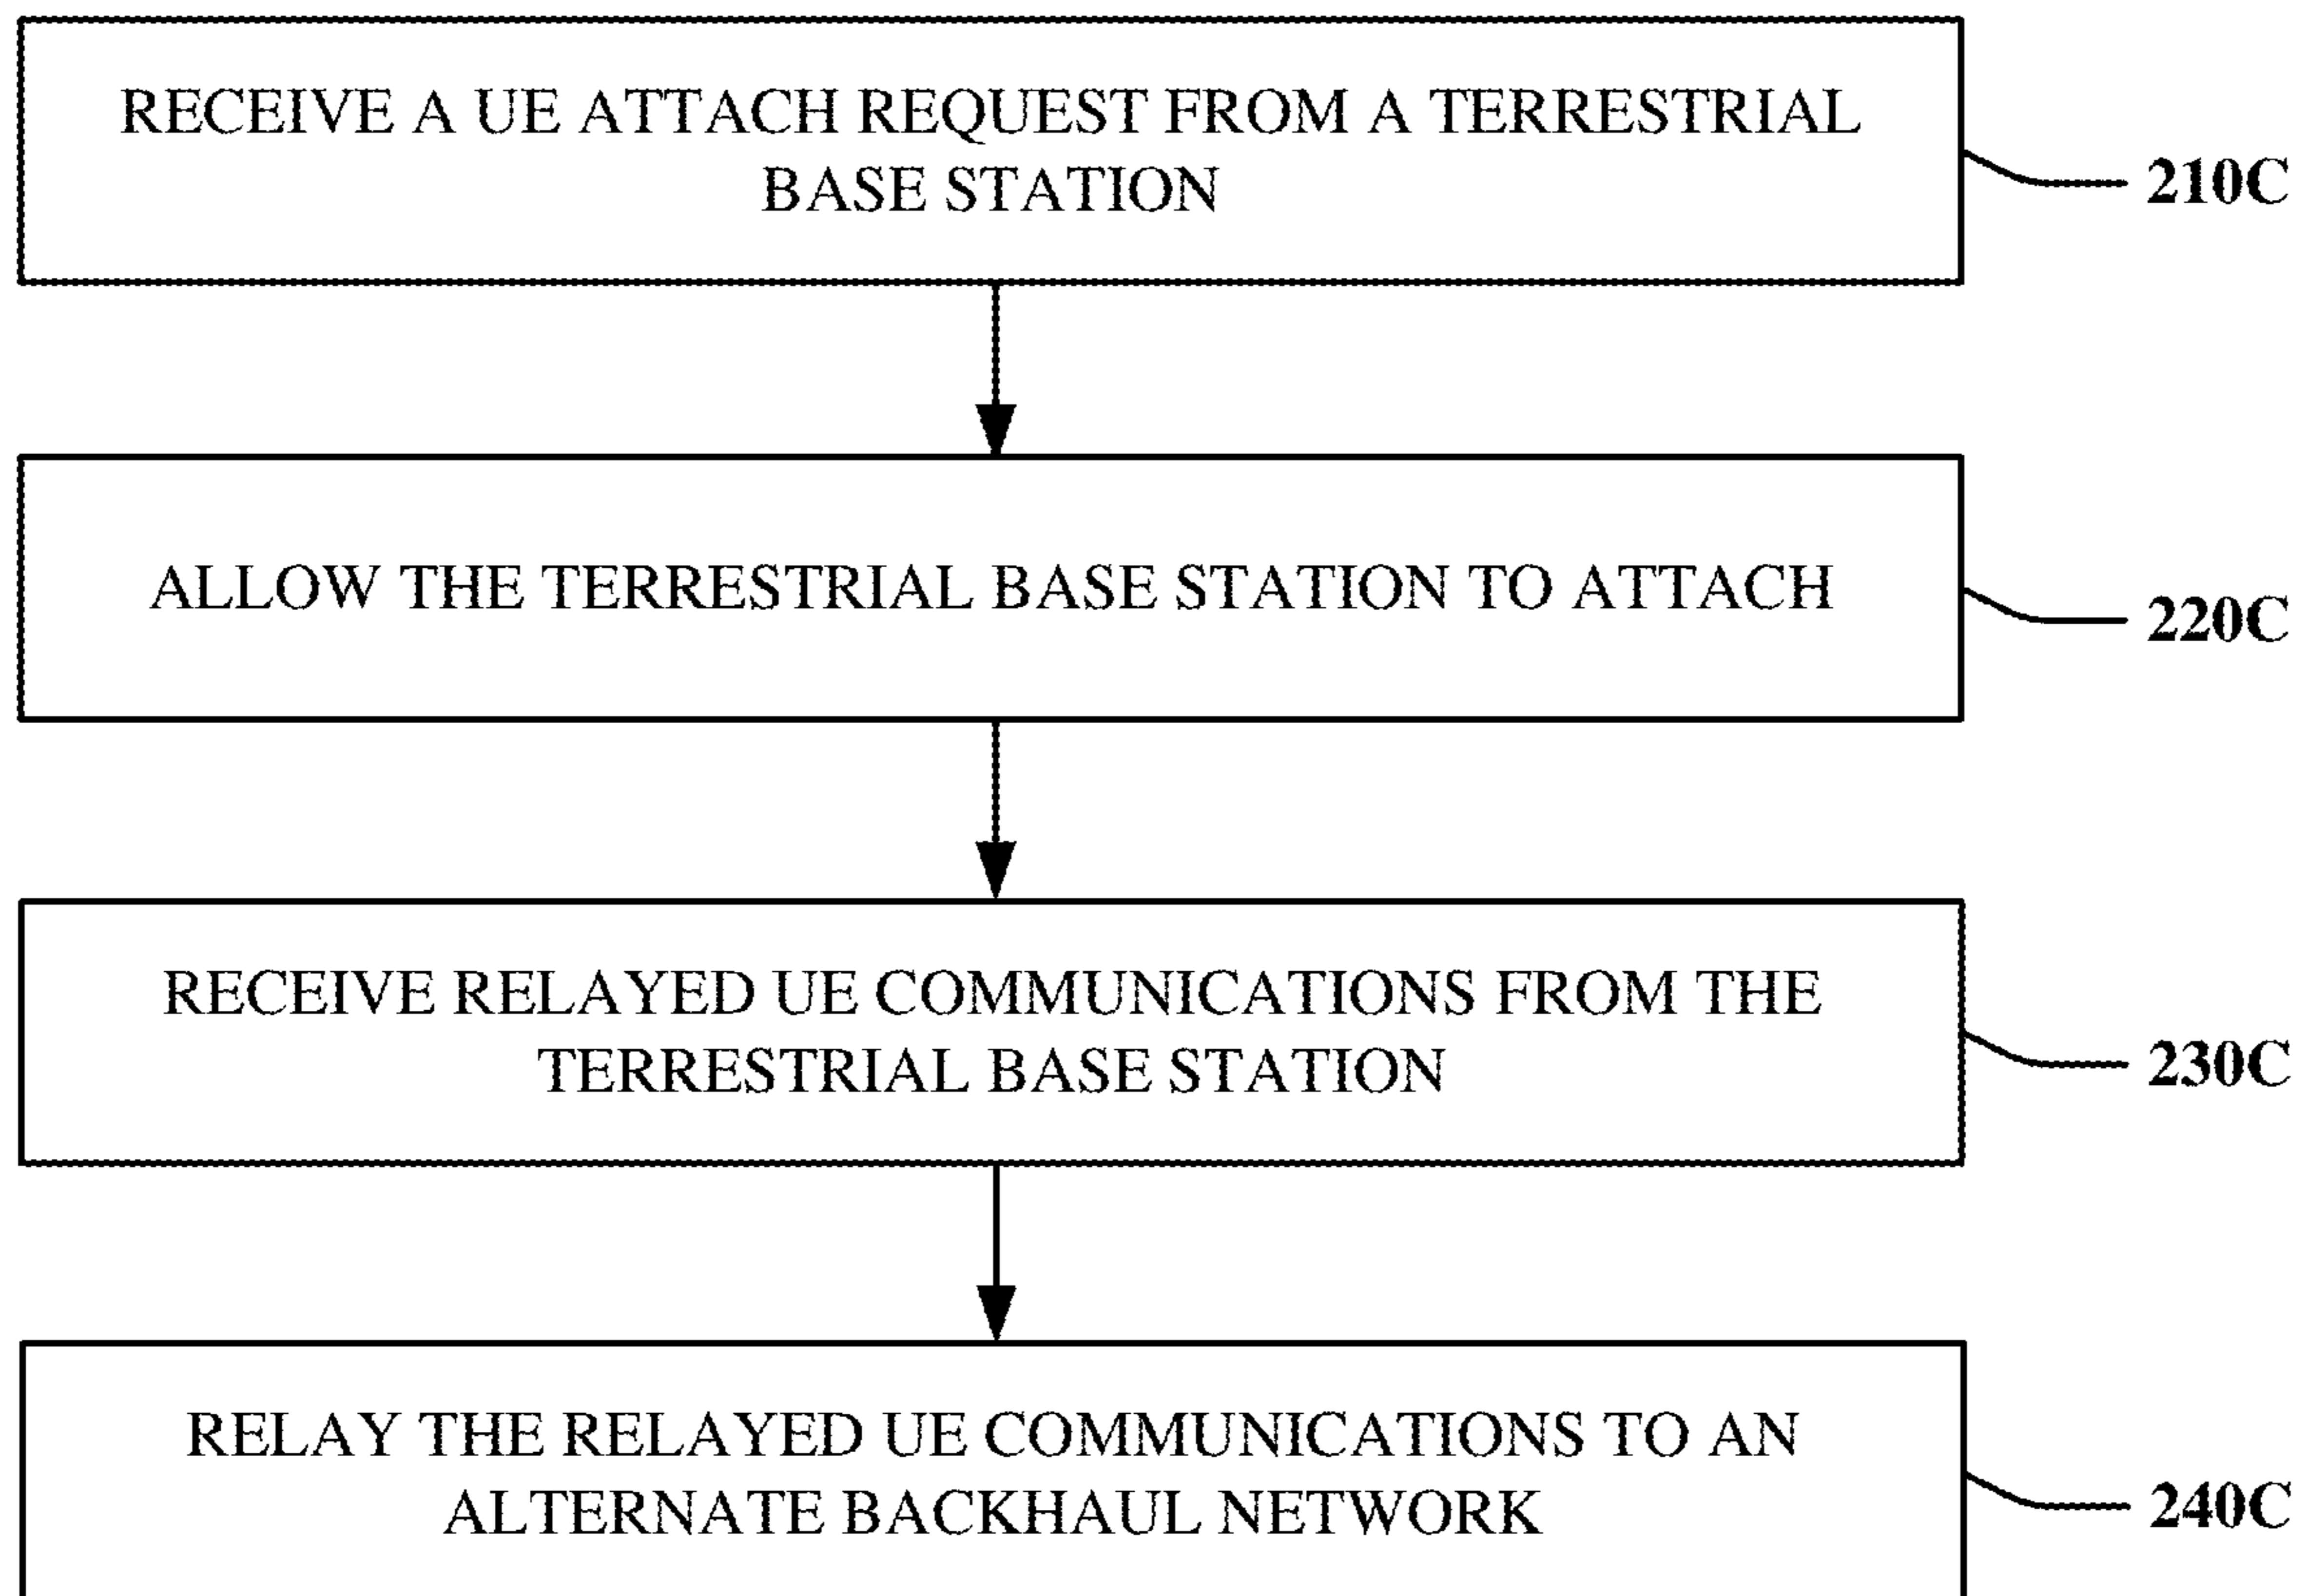 RECEIVE A UE ATTACH REQUEST FROM A TERRESTRIAL
BASE STATION
210C
ALLOW THE TERRESTRIAL BASE STATION TO ATTACH
220C
RECEIVE RELAYED UE COMMUNICATIONS FROM THE
TERRESTRIAL BASE STATION
230C
RELAY THE RELAYED UE COMMUNICATIONS TO AN
ALTERNATE BACKHAUL NETWORK
240C